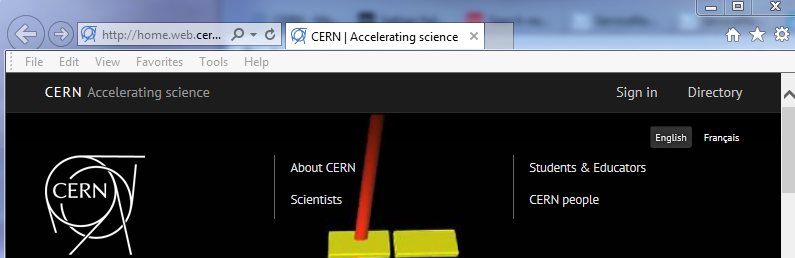 http://home.web.cer... CERN | Accelerating science
File Edit View Favorites Tools Help
CERN Accelerating science Sign in Directory
English Français
CERN
About CERN Students & Educators
Scientists CERN people